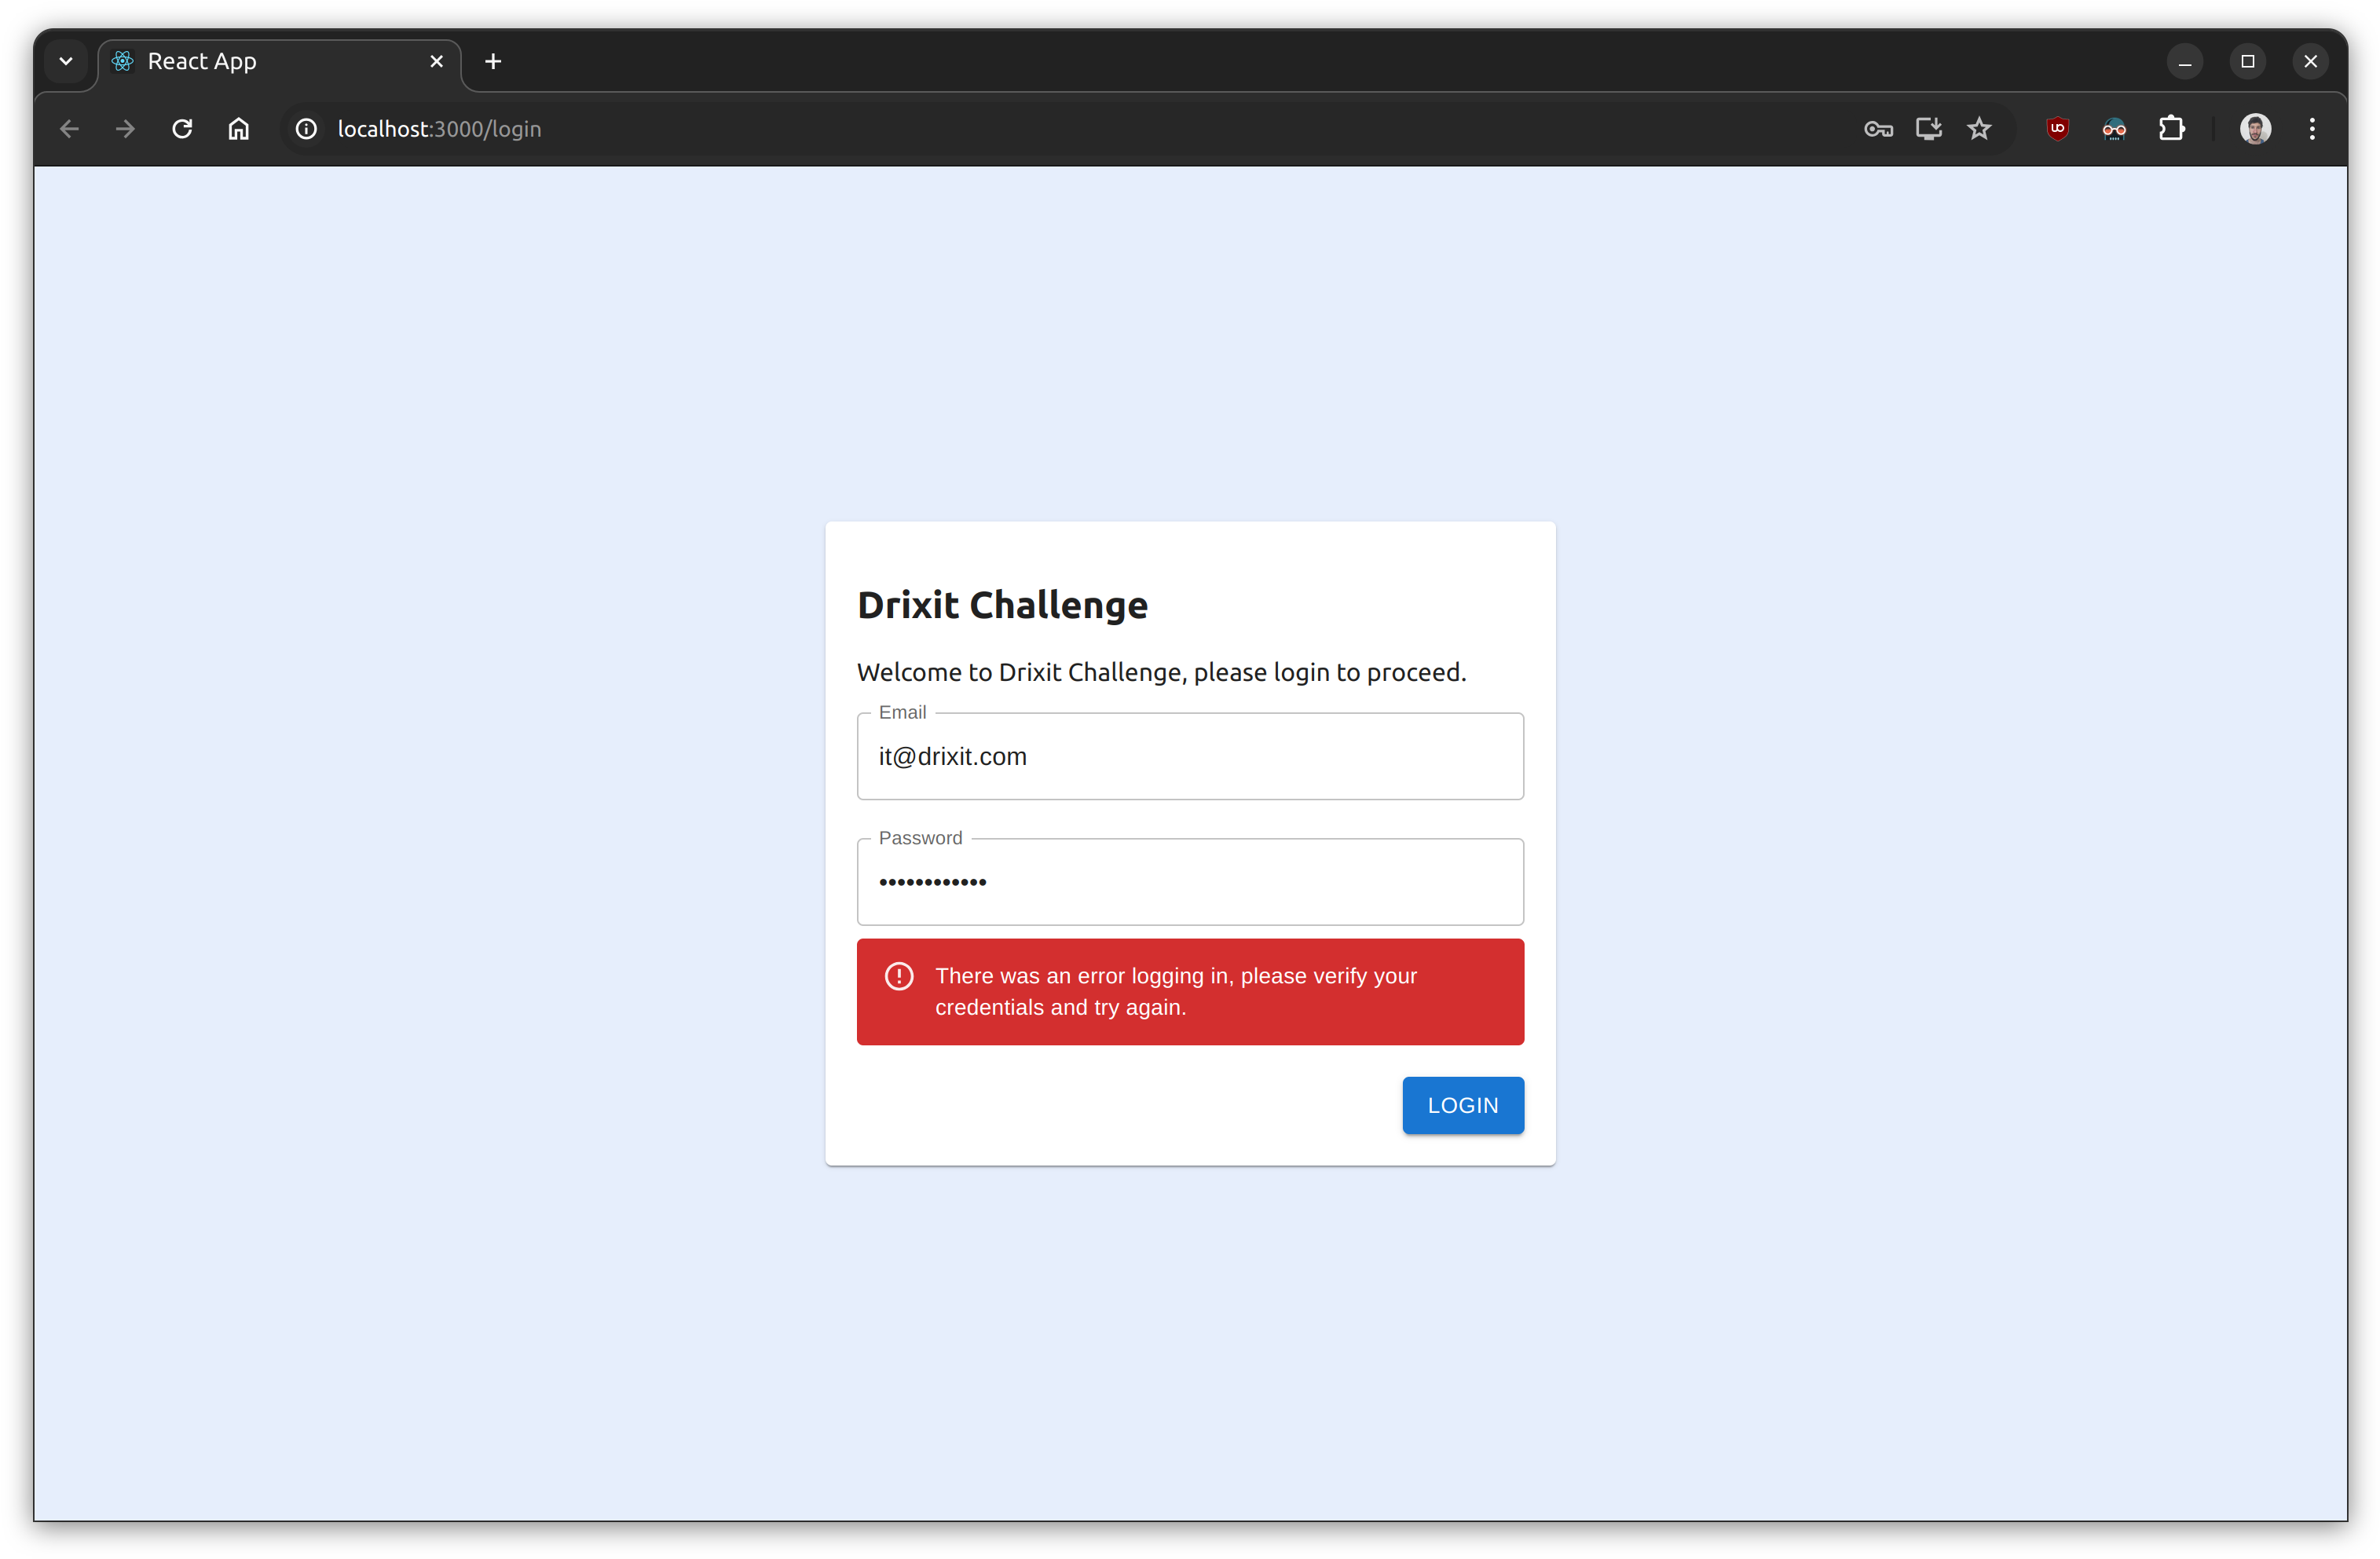 React App
localhost:3000/login
Drixit Challenge
Welcome to Drixit Challenge, please login to proceed.
Email
it@drixit.com
Password
••••••••••••
There was an error logging in, please verify your
credentials and try again.
LOGIN